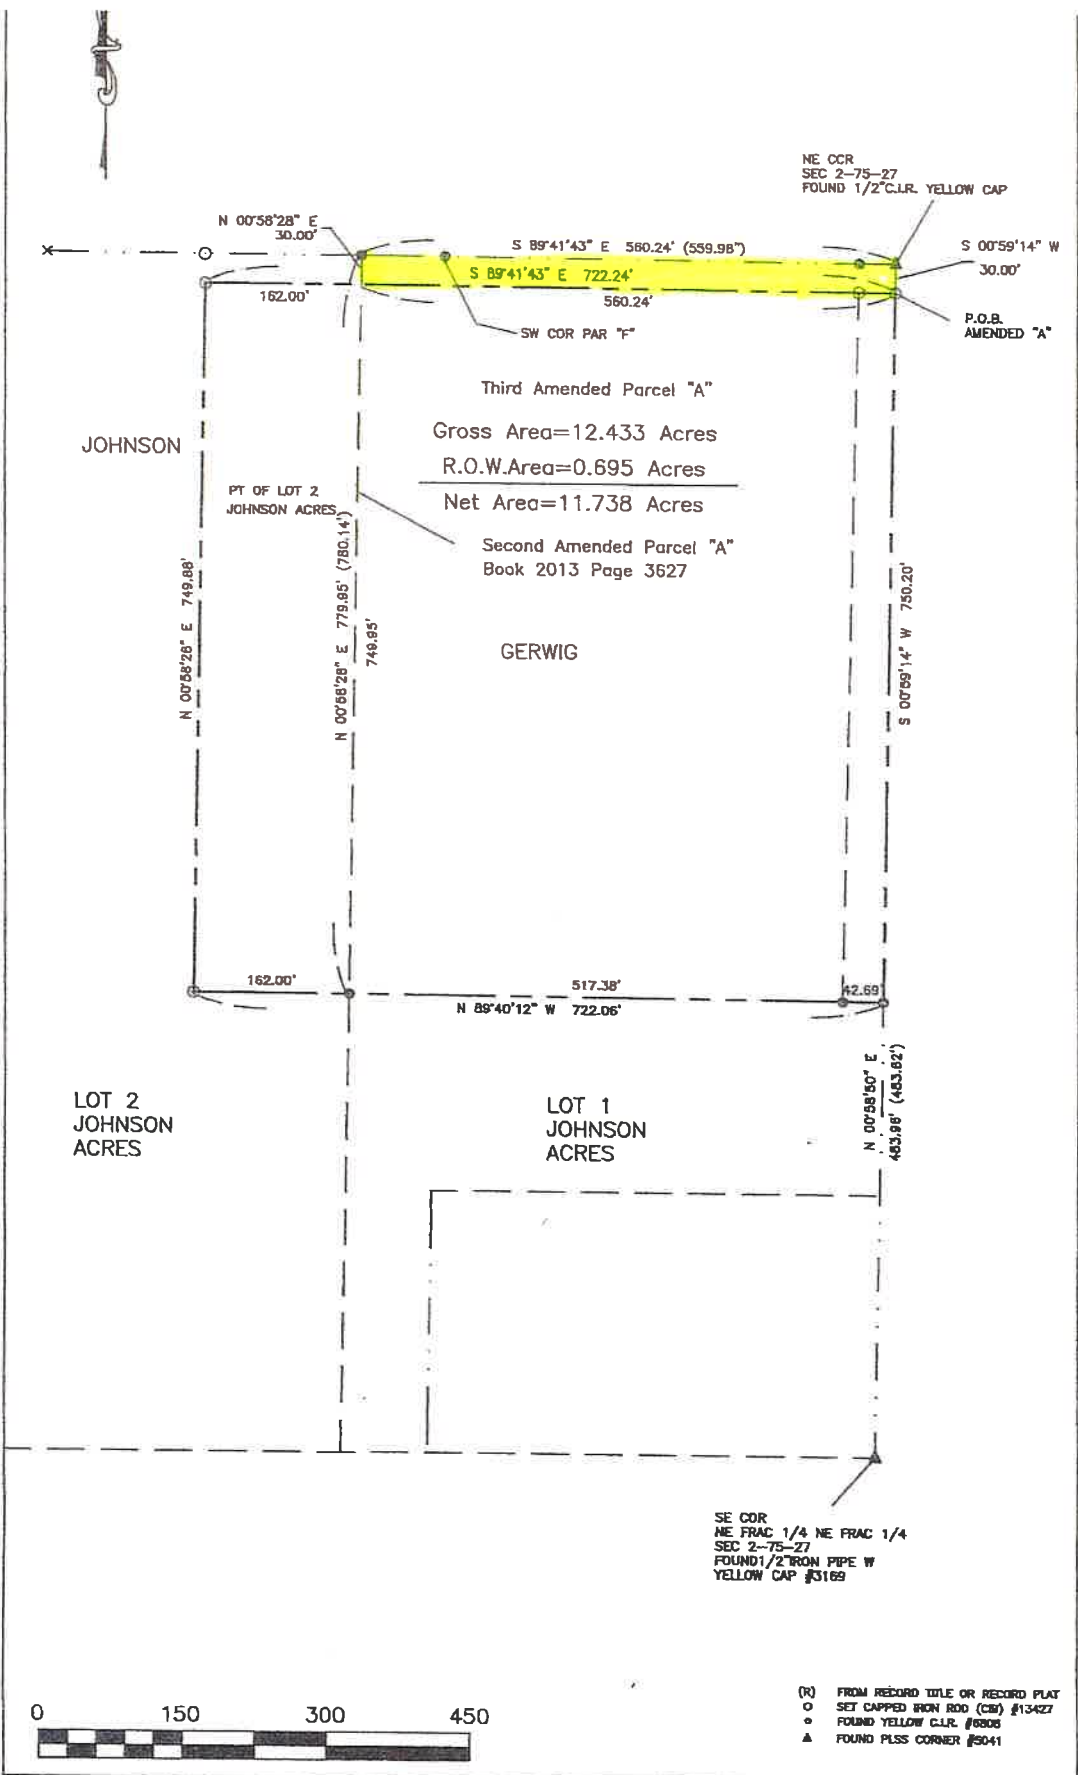 NE CCR
SEC 2-75-27
FOUND 1/2"C.I.R. YELLOW CAP
N 00°58'28" E
30.00'
S 89°41'43" E 560.24' (559.98")
S 00°59'14" W
30.00'
S 89°41'43" E 722.24'
162.00'
560.24'
SW COR PAR "F"
P.O.B.
AMENDED "A"
Third Amended Parcel "A"
Gross Area=12.433 Acres
R.O.W.Area=0.695 Acres
Net Area=11.738 Acres
JOHNSON
PT OF LOT 2
JOHNSON ACRES
Second Amended Parcel "A"
Book 2013 Page 3627
GERWIG
N 00°58'28" E 749.88'
N 00°58'28" E 779.95' (780.14')
749.95'
S 00°59'14" W 750.20'
162.00'
517.38'
42.69'
N 89°40'12" W 722.06'
N 00°58'50" E
483.96' (483.82')
LOT 2
JOHNSON
ACRES
LOT 1
JOHNSON
ACRES
SE COR
NE FRAC 1/4 NE FRAC 1/4
SEC 2-75-27
FOUND1/2"IRON PIPE W
YELLOW CAP #3169
0 150 300 450
(R) FROM RECORD TITLE OR RECORD PLAT
SET CAPPED IRON ROD (CSI) #13427
FOUND YELLOW C.I.R. #6808
FOUND PLSS CORNER #5041